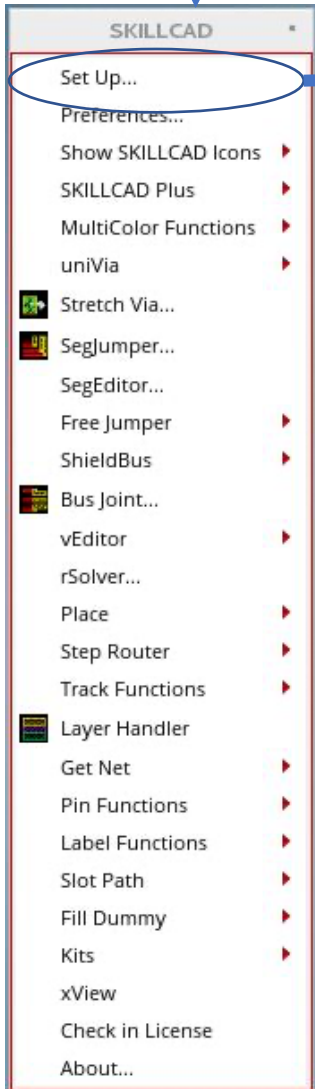 SKILLCAD
Set Up...
Preferences...
Show SKILLCAD Icons
SKILLCAD Plus
MultiColor Functions
uniVia
Stretch Via...
SegJumper...
SegEditor...
Free Jumper
ShieldBus
Bus Joint...
vEditor
rSolver...
Place
Step Router
Track Functions
Layer Handler
Get Net
Pin Functions
Label Functions
Slot Path
Fill Dummy
Kits
xView
Check in License
About...